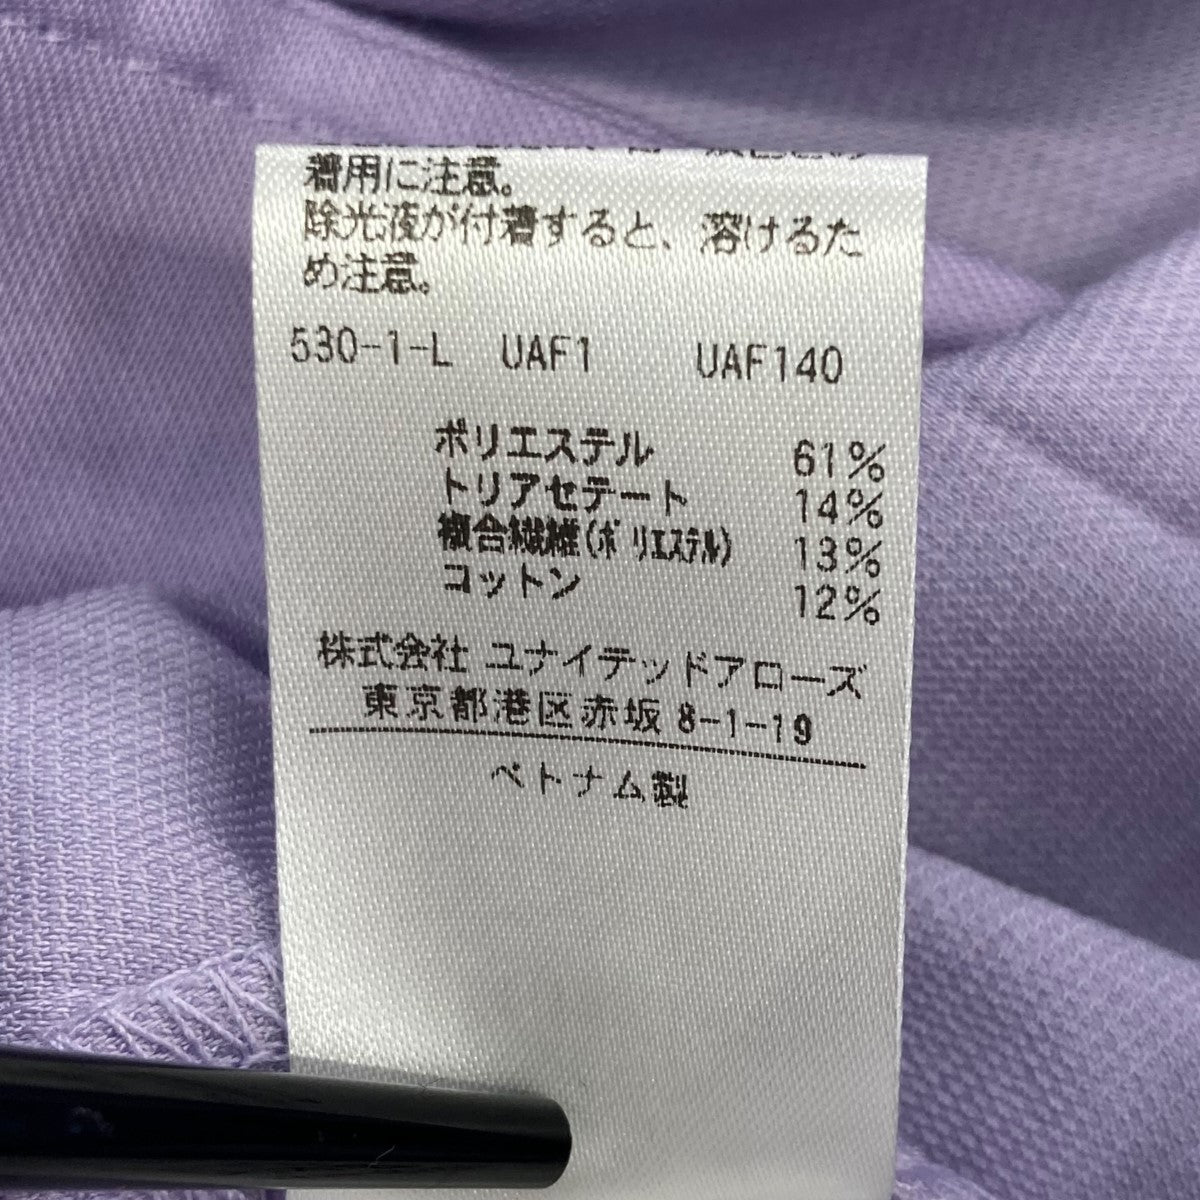 着用に注意。
除光液が付着すると、溶けるた
め注意。
530-1-L UAF1 UAF140
ポリエステル 61%
トリアセテート 14%
複合繊維(ポリエステル) 13%
コットン 12%
株式会社 ユナイテッドアローズ
東京都港区赤坂 8-1-19
ベトナム製